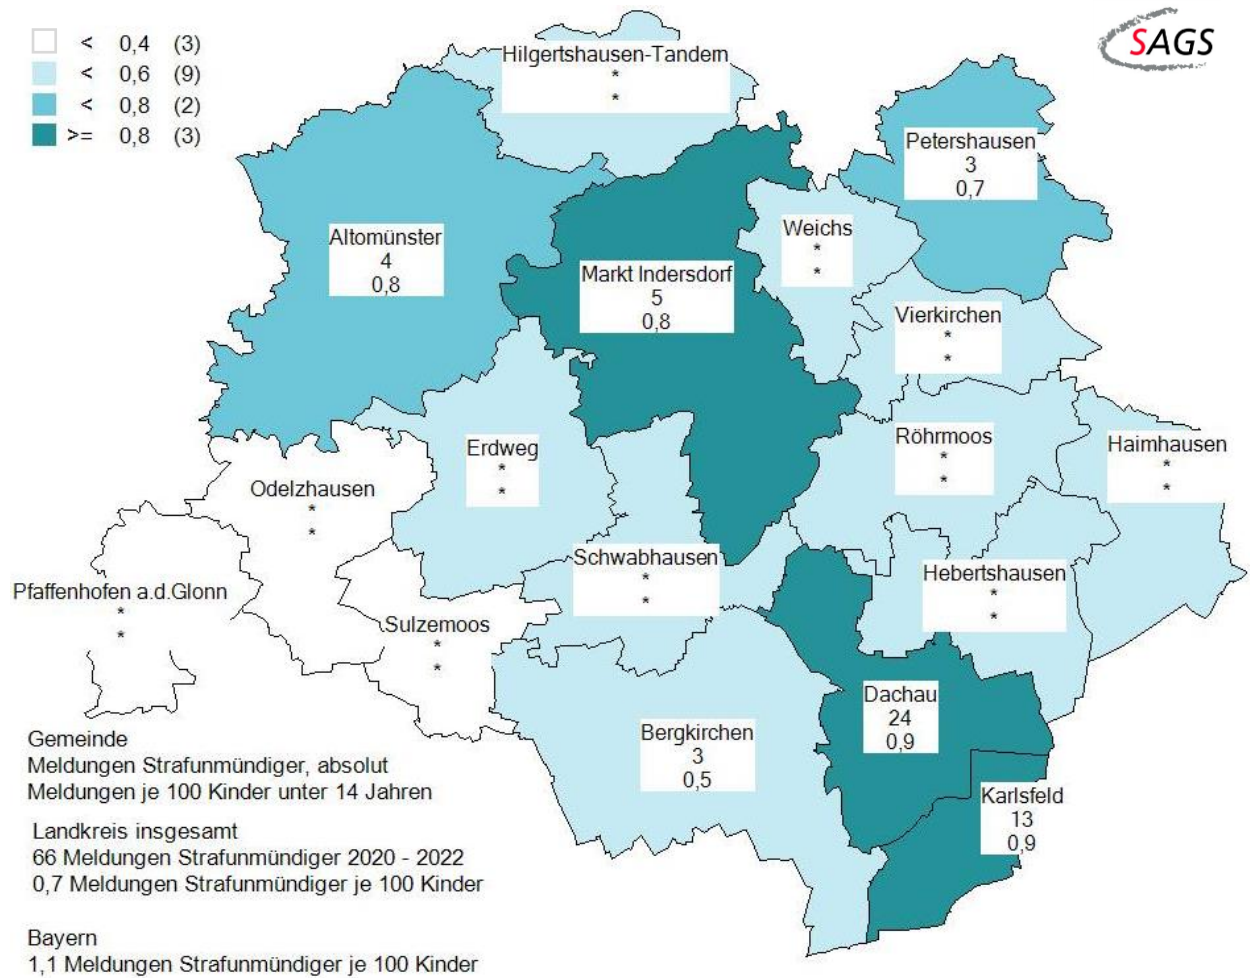 < 0,4 (3)
< 0,6 (9)
< 0,8 (2)
>= 0,8 (3)
SAGS
Hilgertshausen-Tandern
*
*
Petershausen
3
0,7
Altomünster
4
0,8
Weichs
*
*
Markt Indersdorf
5
0,8
Vierkirchen
*
*
Erdweg
*
*
Röhrmoos
*
*
Haimhausen
*
*
Odelzhausen
*
*
Schwabhausen
*
*
Hebertshausen
*
*
Pfaffenhofen a.d.Glonn
*
*
Sulzemoos
*
*
Dachau
24
0,9
Bergkirchen
3
0,5
Karlsfeld
13
0,9
Gemeinde
Meldungen Strafunmündiger, absolut
Meldungen je 100 Kinder unter 14 Jahren
Landkreis insgesamt
66 Meldungen Strafunmündiger 2020 - 2022
0,7 Meldungen Strafunmündiger je 100 Kinder
Bayern
1,1 Meldungen Strafunmündiger je 100 Kinder